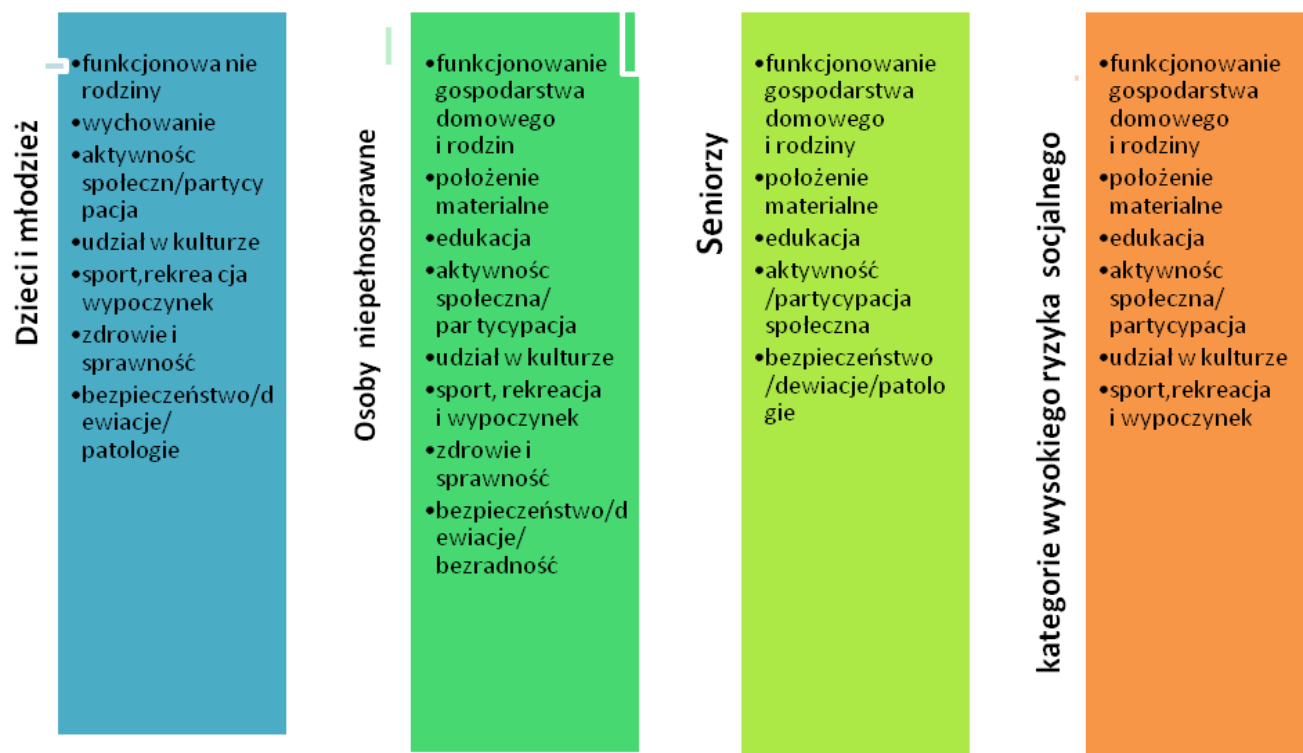 Dzieci i młodzież
•funkcjonowa nie
rodziny
•wychowanie
•aktywnośc
społeczn/partycy
pacja
•udział w kulturze
•sport,rekrea cja
wypoczynek
•zdrowie i
sprawność
•bezpieczeństwo/d
ewiacje/
patologie
Osoby niepełnosprawne
•funkcjonowanie
gospodarstwa
domowego
i rodzin
•położenie
materialne
•edukacja
•aktywnośc
społeczna/
par tycypacja
•udział w kulturze
•sport, rekreacja
i wypoczynek
•zdrowie i
sprawność
•bezpieczeństwo/d
ewiacje/
bezradność
Seniorzy
•funkcjonowanie
gospodarstwa
domowego
i rodziny
•położenie
materialne
•edukacja
•aktywność
/partycypacja
społeczna
•bezpieczeństwo
/dewiacje/patolo
gie
kategorie wysokiego ryzyka socjalnego
•funkcjonowanie
gospodarstwa
domowego
i rodziny
•położenie
materialne
•edukacja
•aktywnośc
społeczna/
partycypacja
•udział w kulturze
•sport,rekreacja
i wypoczynek